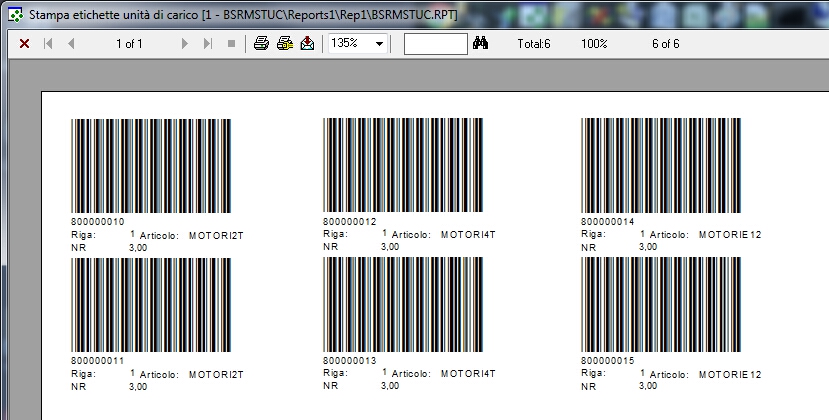 Stampa etichette unità di carico [1 - BSRMSTUC\Reports1\Rep1\BSRMSTUC.RPT]
1 of 1 135% Total:6 100% 6 of 6
800000010
Riga: 1 Articolo: MOTORI2T
NR 3,00
800000012
Riga: 1 Articolo: MOTORI4T
NR 3,00
800000014
Riga: 1 Articolo: MOTORIE12
NR 3,00
800000011
Riga: 1 Articolo: MOTORI2T
NR 3,00
800000013
Riga: 1 Articolo: MOTORI4T
NR 3,00
800000015
Riga: 1 Articolo: MOTORIE12
NR 3,00